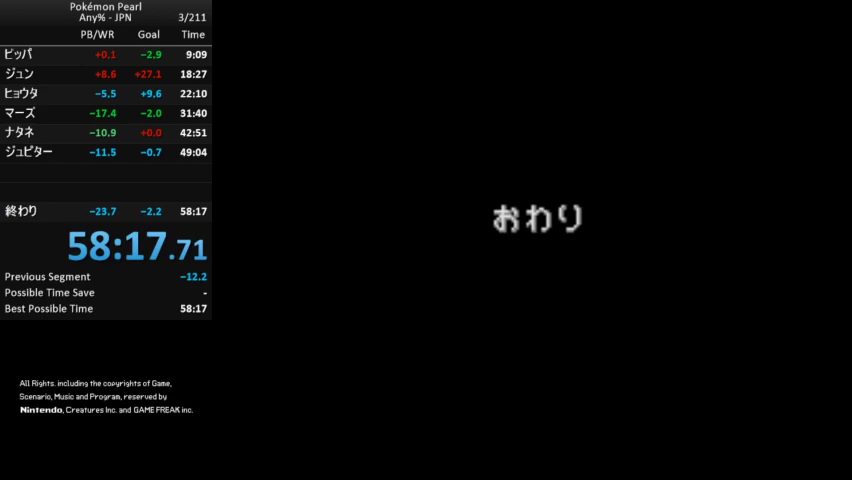 Pokémon Pearl
Any% - JPN 3/211
PB/WR Goal Time
ピッパ +0.1 −2.9 9:09
ジュン +8.6 +27.1 18:27
ヒョウタ −5.5 +9.6 22:10
マーズ −17.4 −2.0 31:40
ナタネ −10.9 +0.0 42:51
ジュピター −11.5 −0.7 49:04
終わり −23.7 −2.2 58:17
58:17.71
Previous Segment −12.2
Possible Time Save -
Best Possible Time 58:17
おわり
All Rights. including the copyrights of Game,
Scenario, Music and Program, reserved by
Nintendo, Creatures Inc. and GAME FREAK inc.